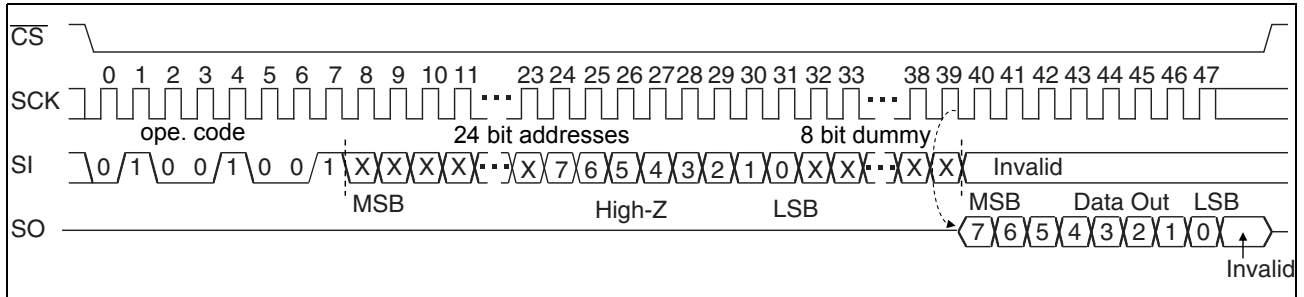 CS
0 1 2 3 4 5 6 7 8 9 10 11 23 24 25 26 27 28 29 30 31 32 33 38 39 40 41 42 43 44 45 46 47
SCK
ope. code 24 bit addresses 8 bit dummy
SI 0 1 0 0 1 0 0 1 X X X X X 7 6 5 4 3 2 1 0 X X X X Invalid
MSB High-Z LSB MSB Data Out LSB
SO 7 6 5 4 3 2 1 0
Invalid